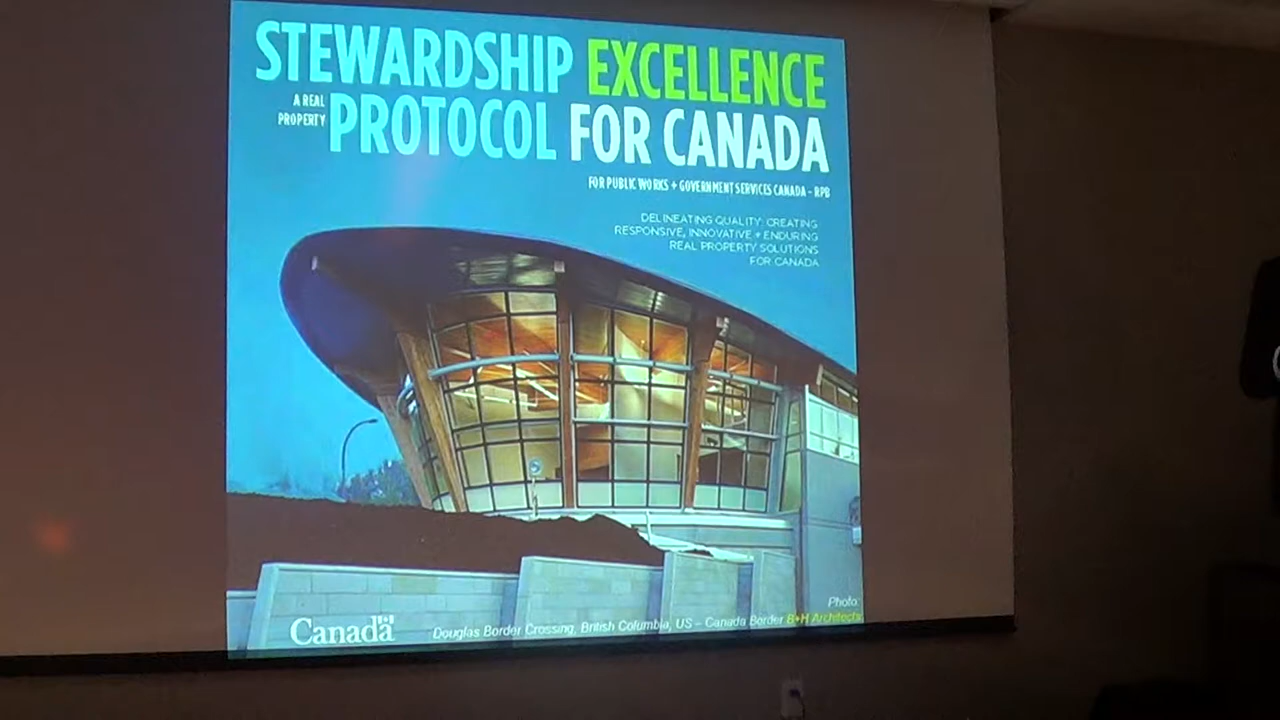 STEWARDSHIP EXCELLENCE
A REAL
PROPERTY
PROTOCOL FOR CANADA
FOR PUBLIC WORKS + GOVERNMENT SERVICES CANADA - RPB
DELINEATING QUALITY: CREATING
RESPONSIVE, INNOVATIVE + ENDURING
REAL PROPERTY SOLUTIONS
FOR CANADA
Photo:
Canada
Douglas Border Crossing, British Columbia, US – Canada Border B+H Architects